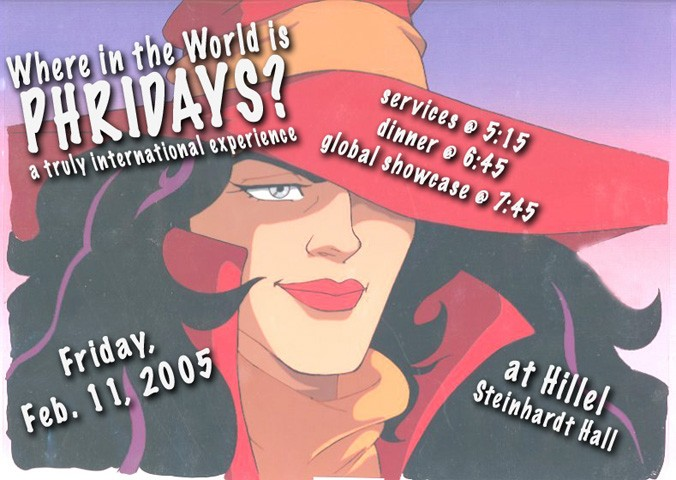 Where in the World is
PHRIDAYS?
a truly international experience
services @ 5:15
dinner @ 6:45
global showcase @ 7:45
Friday,
Feb. 11, 2005
at Hillel
Steinhardt Hall